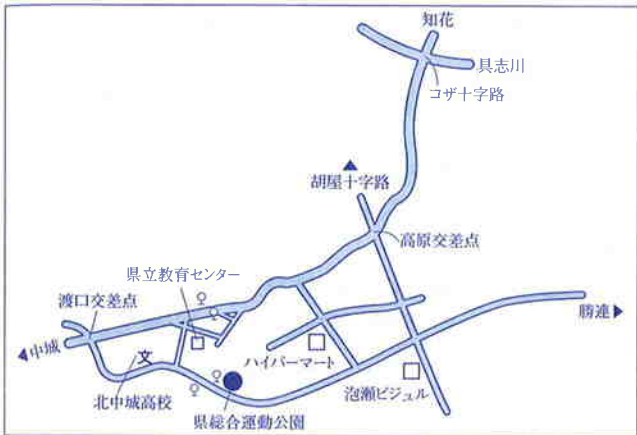 知花
具志川
コザ十字路
▲
胡屋十字路
高原交差点
県立教育センター
渡口交差点
勝連▶
◀中城
文
ハイパーマート
北中城高校
泡瀬ビジュル
県総合運動公園